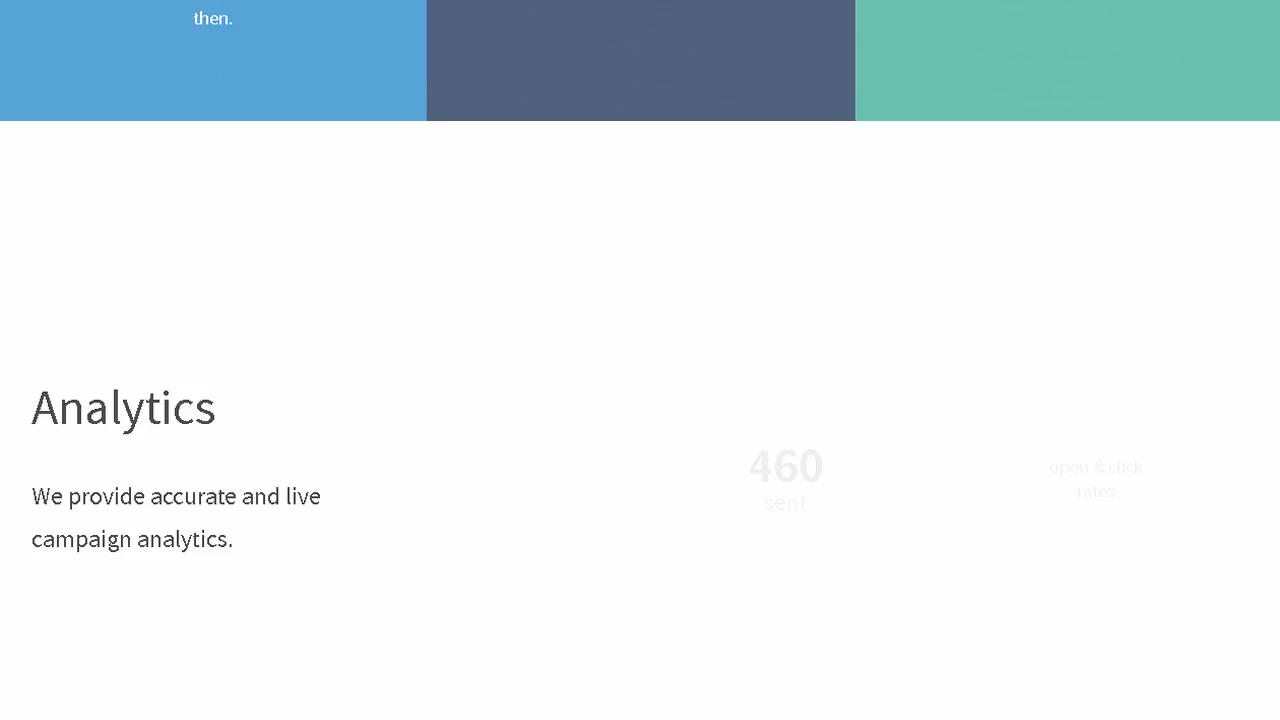 then.
Analytics
We provide accurate and live
campaign analytics.
460
sent
open & click
rates.